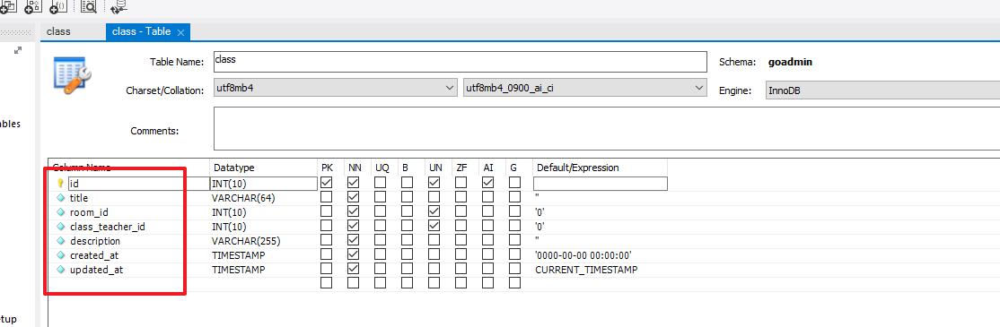 class
class - Table
Table Name: class Schema: goadmin
Charset/Collation: utf8mb4 utf8mb4_0900_ai_ci Engine: InnoDB
ables
Comments:
Column Name Datatype PK NN UQ B UN ZF AI G Default/Expression
id INT(10)
title VARCHAR(64) ''
room_id INT(10) '0'
class_teacher_id INT(10) '0'
description VARCHAR(255) ''
created_at TIMESTAMP '0000-00-00 00:00:00'
updated_at TIMESTAMP CURRENT_TIMESTAMP
etup